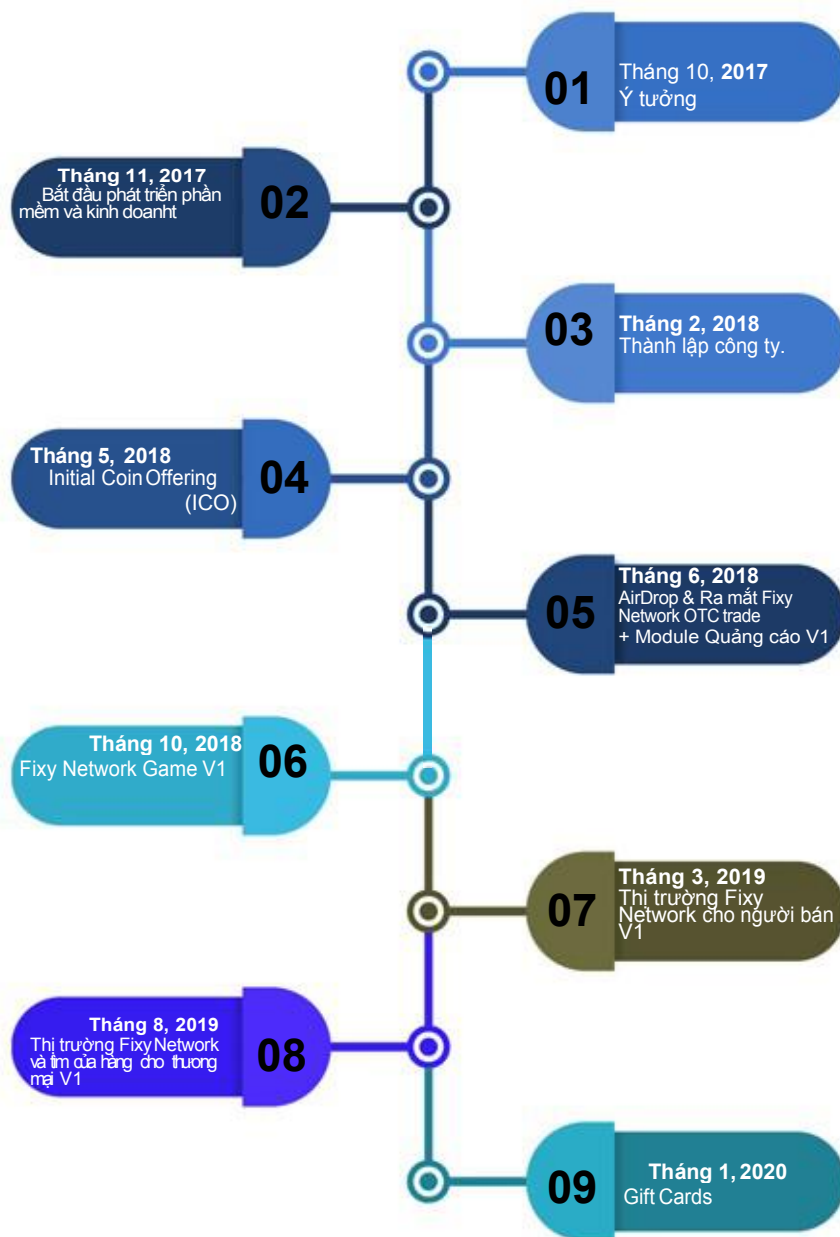 01
Tháng 10, 2017
Ý tưởng
Tháng 11, 2017
Bắt đầu phát triển phần
mềm và kinh doanht
02
03
Tháng 2, 2018
Thành lập công ty.
Tháng 5, 2018
Initial Coin Offering
(ICO)
04
05
Tháng 6, 2018
AirDrop & Ra mắt Fixy
Network OTC trade
+ Module Quảng cáo V1
Tháng 10, 2018
Fixy Network Game V1
06
07
Tháng 3, 2019
Thị trường Fixy
Network cho người bán
V1
Tháng 8, 2019
Thị trường Fixy Network
và tìm cửa hàng cho thương
mại V1
08
09
Tháng 1, 2020
Gift Cards